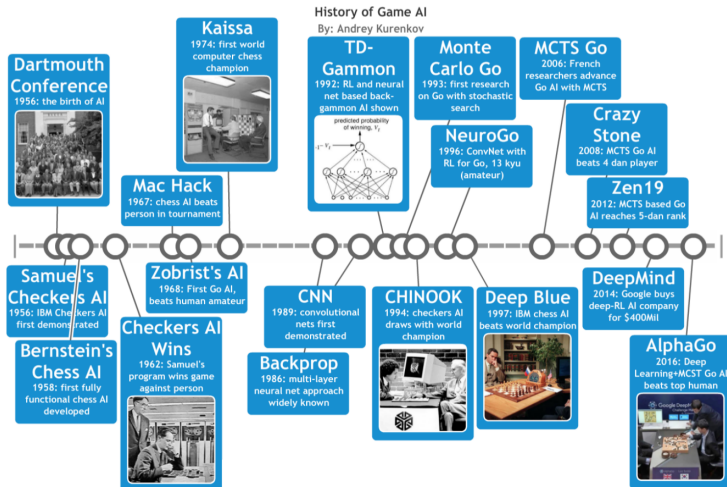 History of Game AI
By: Andrey Kurenkov
Dartmouth
Conference
1956: the birth of AI
Samuel's
Checkers AI
1956: IBM Checkers AI
first demonstrated
Bernstein's
Chess AI
1958: first fully
functional chess AI
developed
Checkers AI
Wins
1962: Samuel's
program wins game
against person
Mac Hack
1967: chess AI beats
person in tournament
Zobrist's AI
1968: First Go AI,
beats human amateur
Kaissa
1974: first world
computer chess
champion
Backprop
1986: multi-layer
neural net approach
widely known
CNN
1989: convolutional
nets first
demonstrated
TD-
Gammon
1992: RL and neural
net based back-
gammon AI shown
predicted probability
of winning, V
Monte
Carlo Go
1993: first research
on Go with stochastic
search
CHINOOK
1994: checkers AI
draws with world
champion
NeuroGo
1996: ConvNet with
RL for Go, 13 kyu
(amateur)
Deep Blue
1997: IBM chess AI
beats world champion
MCTS Go
2006: French
researchers advance
Go AI with MCTS
Crazy
Stone
2008: MCTS Go AI
beats 4 dan player
Zen19
2012: MCTS based Go
AI reaches 5-dan rank
DeepMind
2014: Google buys
deep-RL AI company
for $400Mil
AlphaGo
2016: Deep
Learning+MCST Go AI
beats top human
Google DeepMind